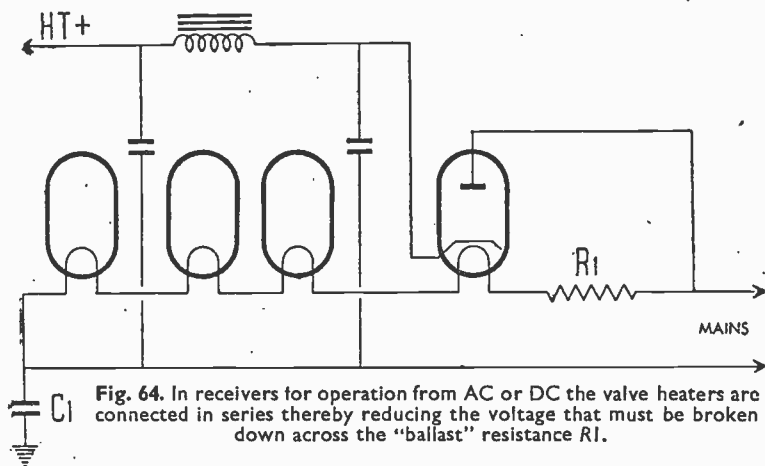 HT+
R1
MAINS
C1
Fig. 64. In receivers for operation from AC or DC the valve heaters are
connected in series thereby reducing the voltage that must be broken
down across the "ballast" resistance R1.